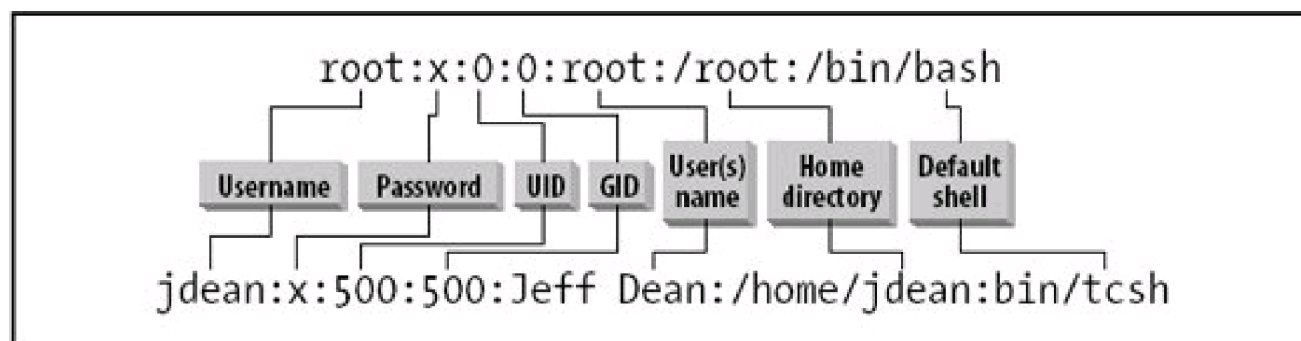 root:x:0:0:root:/root:/bin/bash
Username Password UID GID User(s) name Home directory Default shell
jdean:x:500:500:Jeff Dean:/home/jdean:bin/tcsh